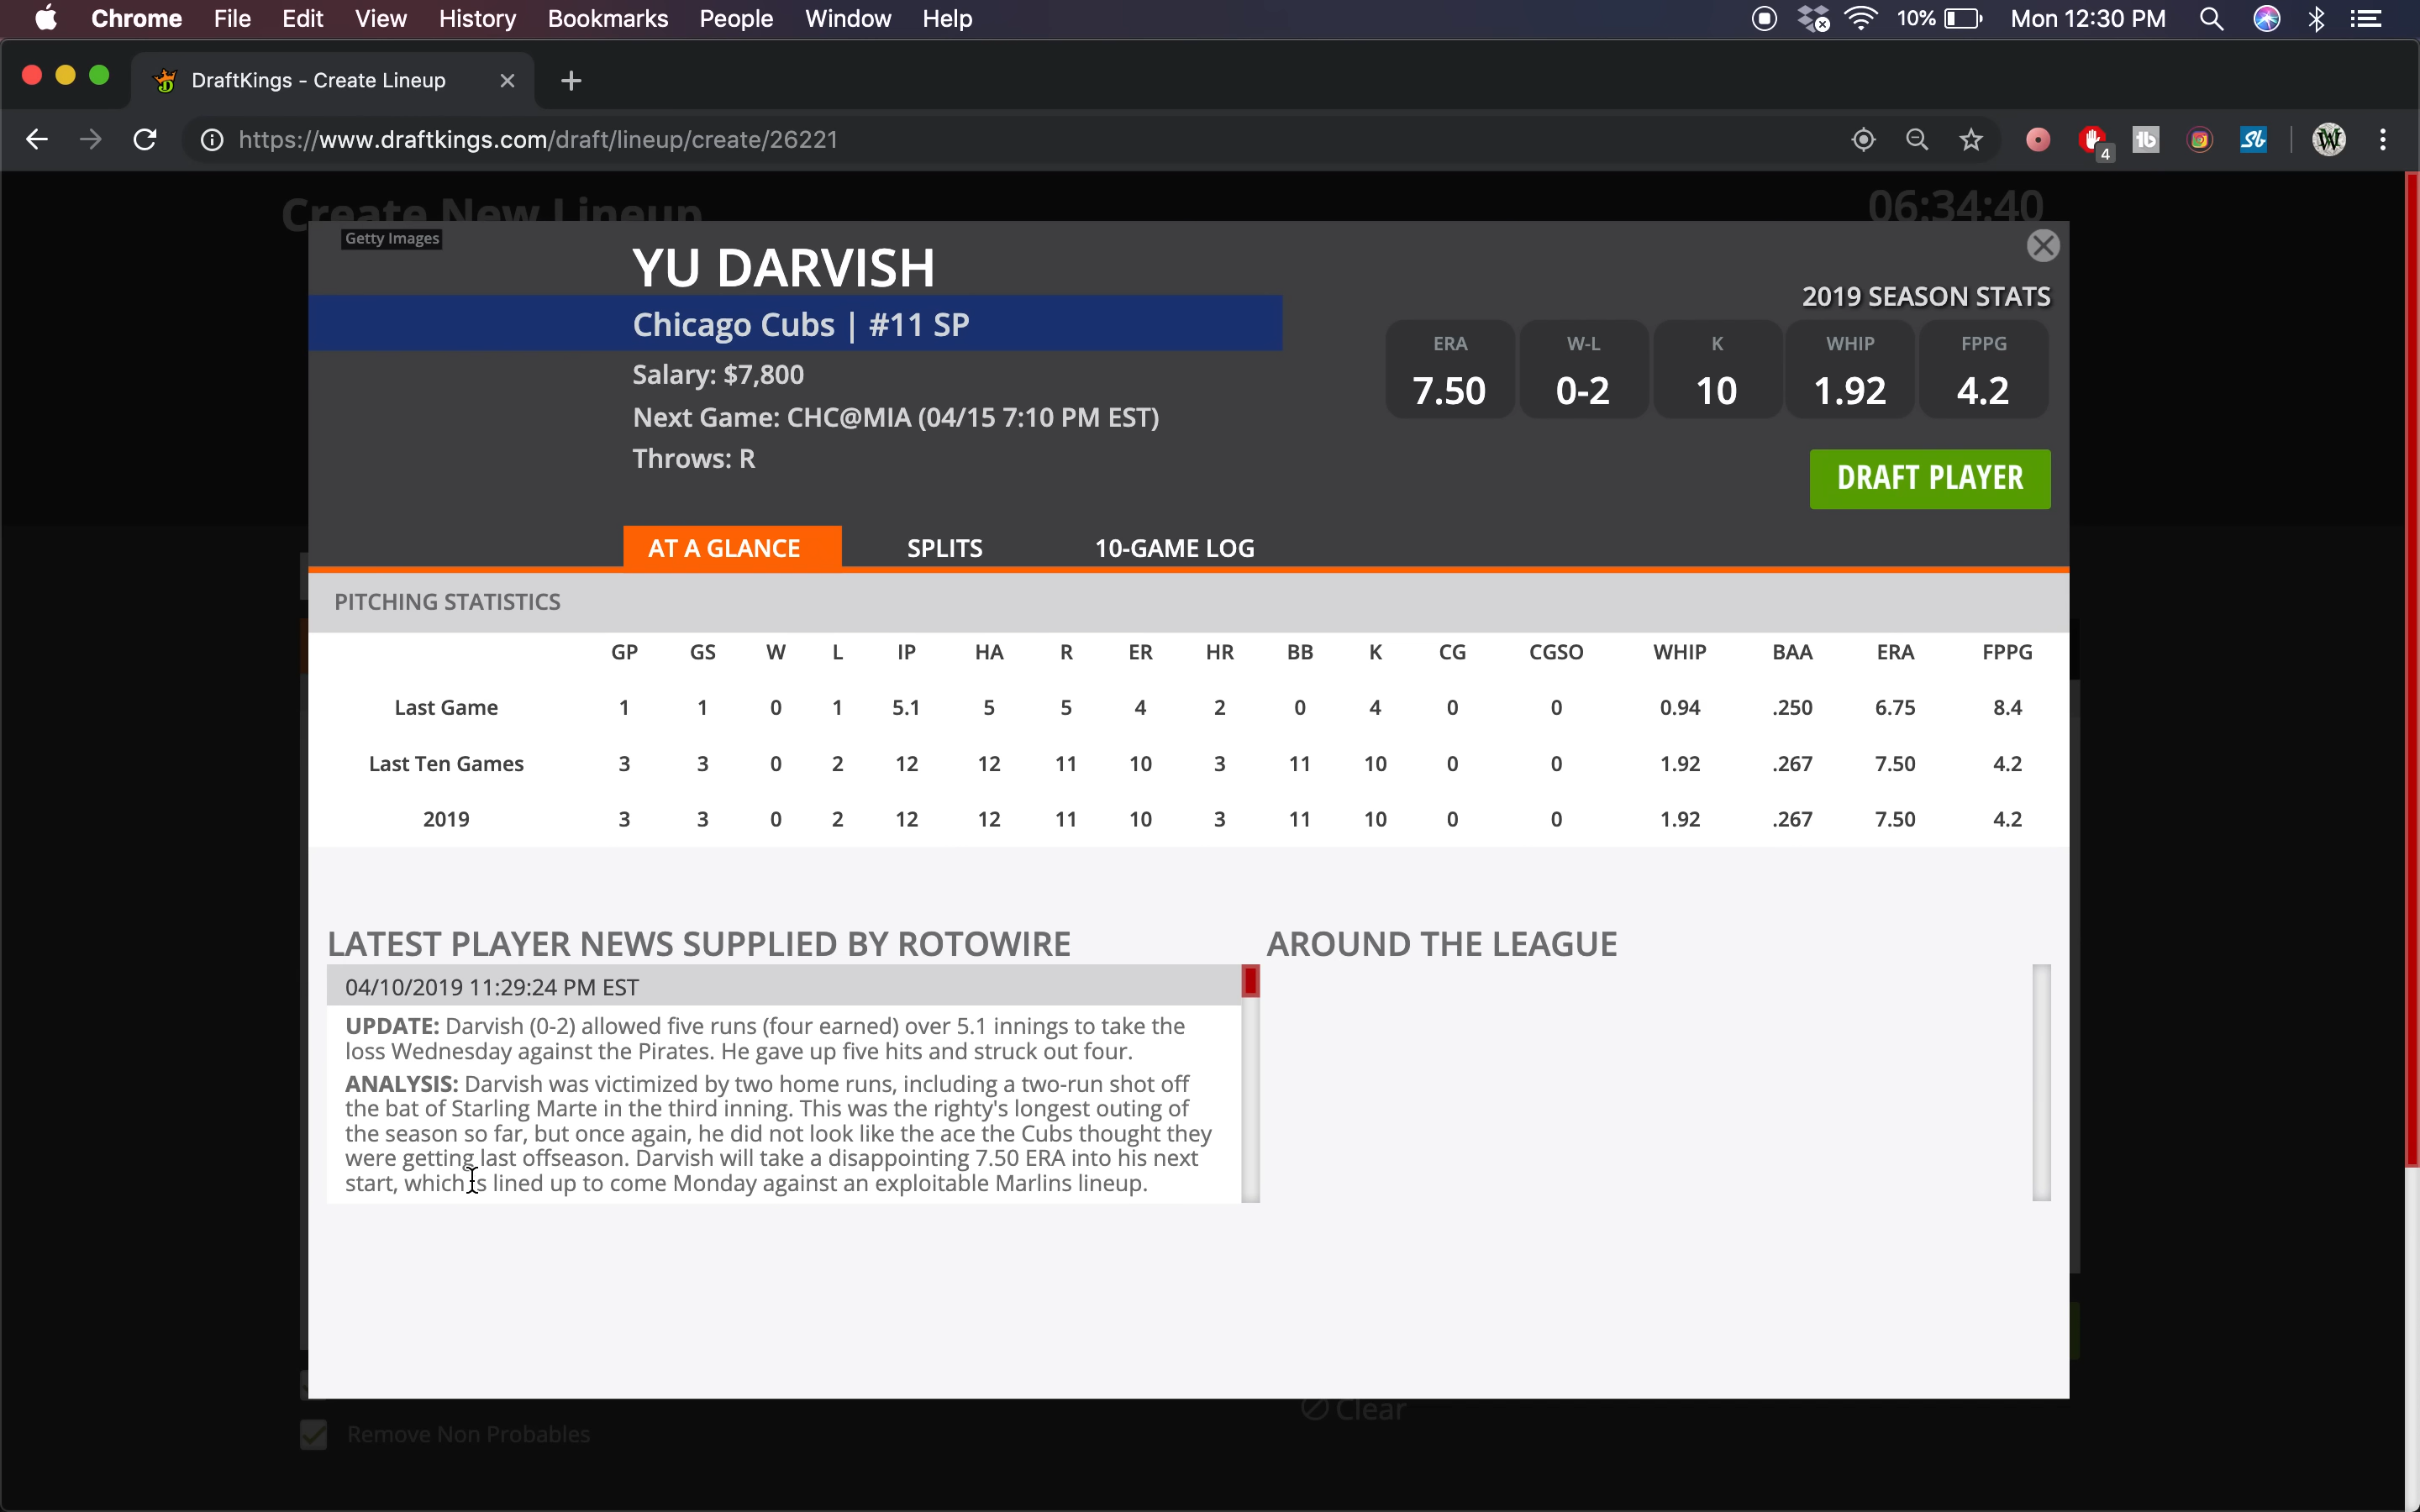 Chrome File Edit View History Bookmarks People Window Help 10% Mon 12:30 PM
DraftKings - Create Lineup
https://www.draftkings.com/draft/lineup/create/26221
4 tb Sb W
Create New Lineup 06:34:40
Getty Images
YU DARVISH
Chicago Cubs | #11 SP
Salary: $7,800
Next Game: CHC@MIA (04/15 7:10 PM EST)
Throws: R
2019 SEASON STATS
ERA W-L K WHIP FPPG
7.50 0-2 10 1.92 4.2
DRAFT PLAYER
AT A GLANCE SPLITS 10-GAME LOG
PITCHING STATISTICS
GP GS W L IP HA R ER HR BB K CG CGSO WHIP BAA ERA FPPG
Last Game 1 1 0 1 5.1 5 5 4 2 0 4 0 0 0.94 .250 6.75 8.4
Last Ten Games 3 3 0 2 12 12 11 10 3 11 10 0 0 1.92 .267 7.50 4.2
2019 3 3 0 2 12 12 11 10 3 11 10 0 0 1.92 .267 7.50 4.2
LATEST PLAYER NEWS SUPPLIED BY ROTOWIRE
04/10/2019 11:29:24 PM EST
UPDATE: Darvish (0-2) allowed five runs (four earned) over 5.1 innings to take the
loss Wednesday against the Pirates. He gave up five hits and struck out four.
ANALYSIS: Darvish was victimized by two home runs, including a two-run shot off
the bat of Starling Marte in the third inning. This was the righty's longest outing of
the season so far, but once again, he did not look like the ace the Cubs thought they
were getting last offseason. Darvish will take a disappointing 7.50 ERA into his next
start, which is lined up to come Monday against an exploitable Marlins lineup.
AROUND THE LEAGUE
Clear
Remove Non Probables